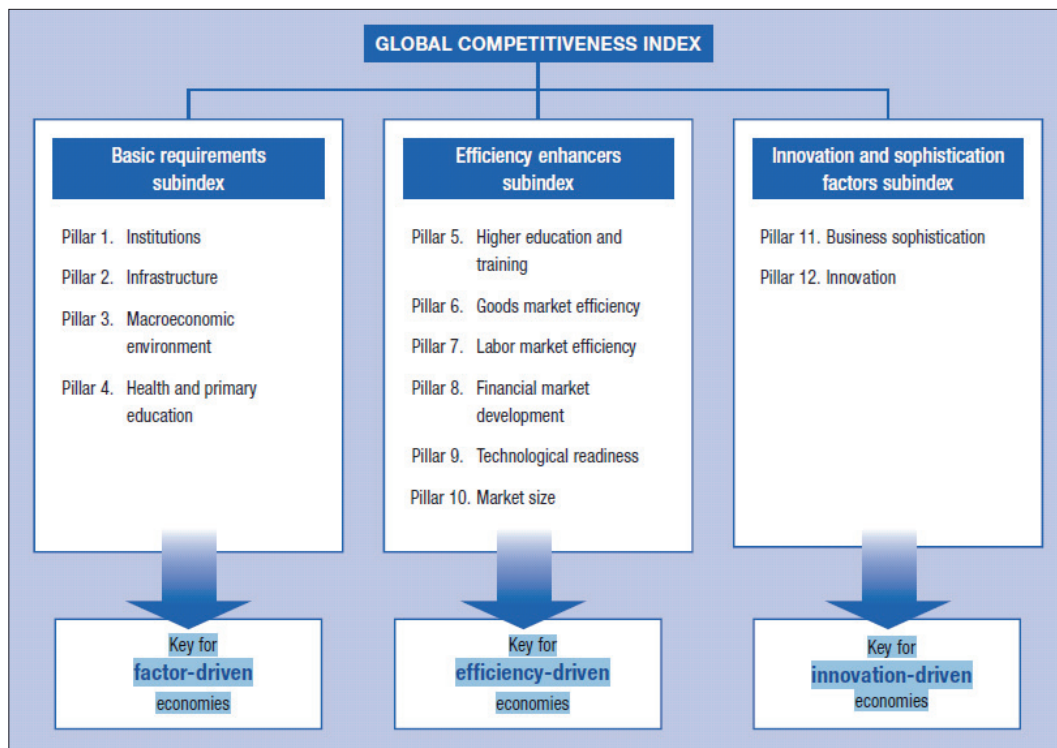 GLOBAL COMPETITIVENESS INDEX
Basic requirements
subindex
Pillar 1. Institutions
Pillar 2. Infrastructure
Pillar 3. Macroeconomic
environment
Pillar 4. Health and primary
education
Key for
factor-driven
economies
Efficiency enhancers
subindex
Pillar 5. Higher education and
training
Pillar 6. Goods market efficiency
Pillar 7. Labor market efficiency
Pillar 8. Financial market
development
Pillar 9. Technological readiness
Pillar 10. Market size
Key for
efficiency-driven
economies
Innovation and sophistication
factors subindex
Pillar 11. Business sophistication
Pillar 12. Innovation
Key for
innovation-driven
economies